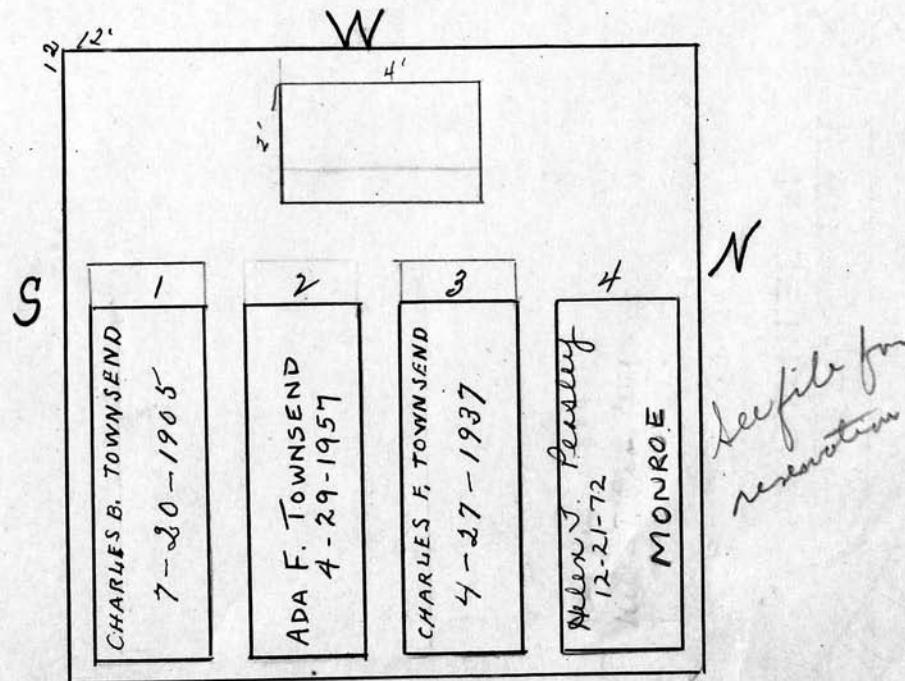 W
12 12'
4'
2'
S
N
1
CHARLES B. TOWNSEND
7-20-1905
2
ADA F. TOWNSEND
4-29-1957
3
CHARLES F. TOWNSEND
4-27-1937
4
Helen J. Peasley
12-21-72
MONROE
See file for
reservation